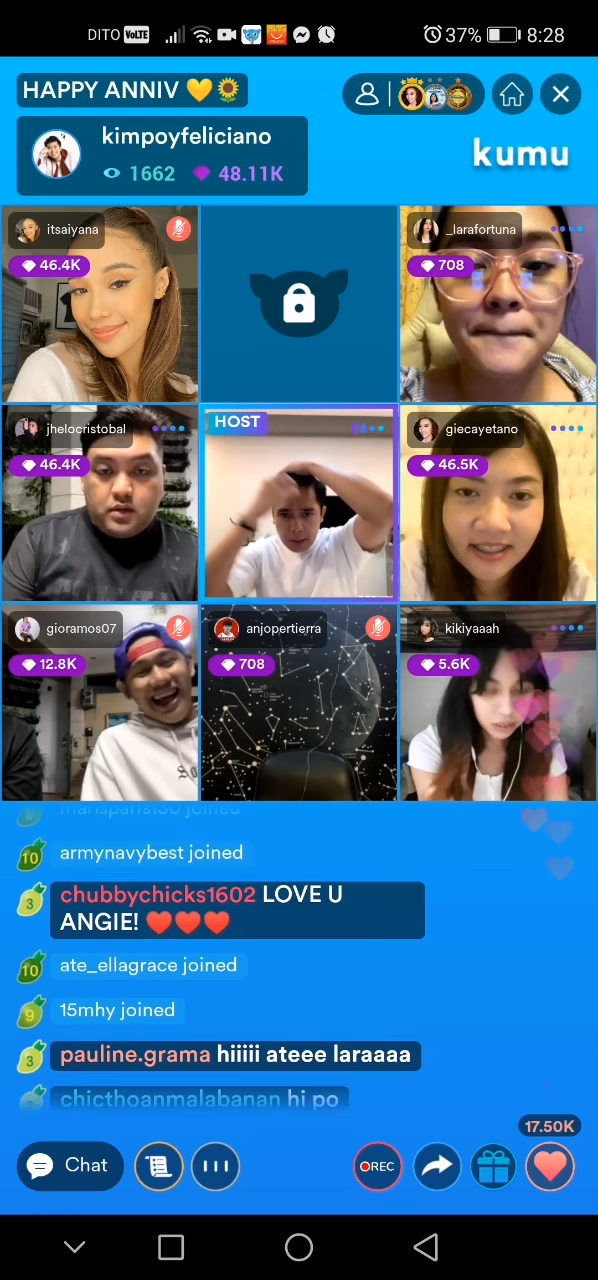 DITO VoLTE 37% 8:28
HAPPY ANNIV 💛🌻
kimpoyfeliciano
1662 48.11K
kumu
itsaiyana
46.4K
_larafortuna
708
jhelocristobal
46.4K
HOST
giecayetano
46.5K
gioramos07
12.8K
anjopertierra
708
kikiyaaah
5.6K
10 armynavybest joined
3 chubbychicks1602 LOVE U
ANGIE! ❤️❤️❤️
10 ate_ellagrace joined
9 15mhy joined
3 pauline.grama hiiiii ateee laraaaa
chicthoanmalabanan hi po
17.50K
Chat
REC